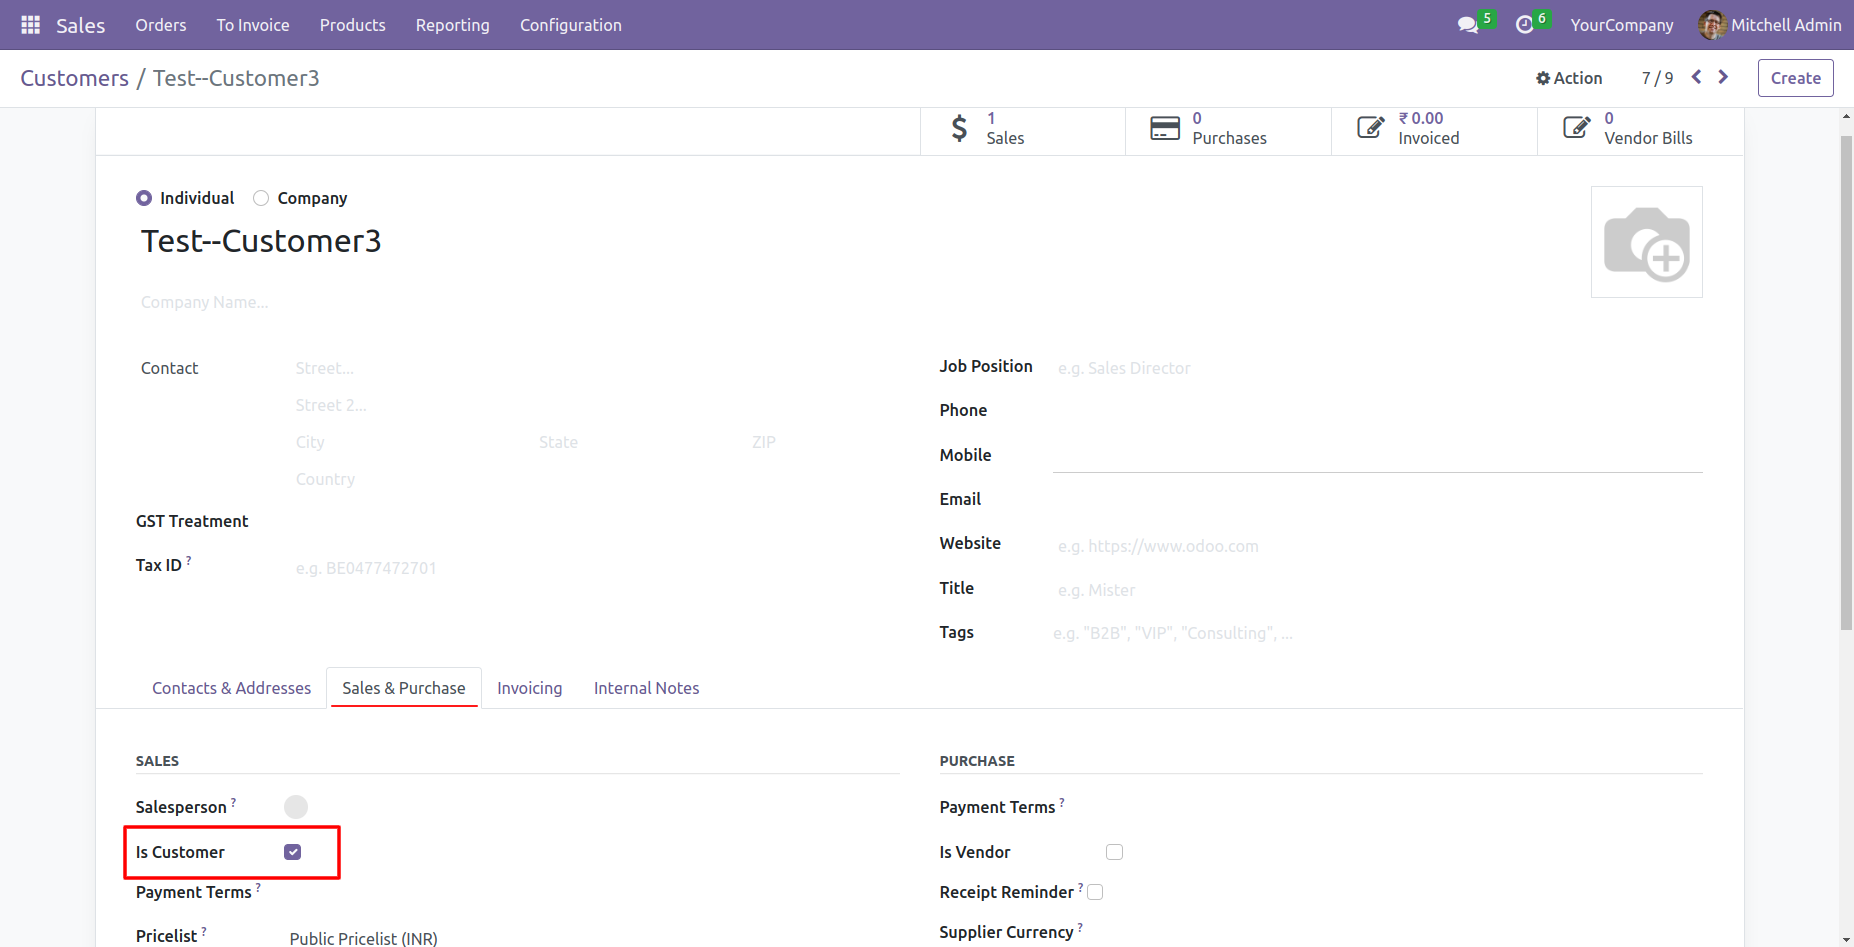 Sales Orders To Invoice Products Reporting Configuration 5 6 YourCompany Mitchell Admin
Customers / Test--Customer3 Action 7 / 9 Create
1 Sales
0 Purchases
₹ 0.00 Invoiced
0 Vendor Bills
Individual Company
Test--Customer3
Company Name...
Contact Street...
Street 2...
City State ZIP
Country
GST Treatment
Tax ID ? e.g. BE0477472701
Job Position e.g. Sales Director
Phone
Mobile
Email
Website e.g. https://www.odoo.com
Title e.g. Mister
Tags e.g. "B2B", "VIP", "Consulting", ...
Contacts & Addresses Sales & Purchase Invoicing Internal Notes
SALES
Salesperson ?
Is Customer
Payment Terms ?
Pricelist ? Public Pricelist (INR)
PURCHASE
Payment Terms ?
Is Vendor
Receipt Reminder ?
Supplier Currency ?